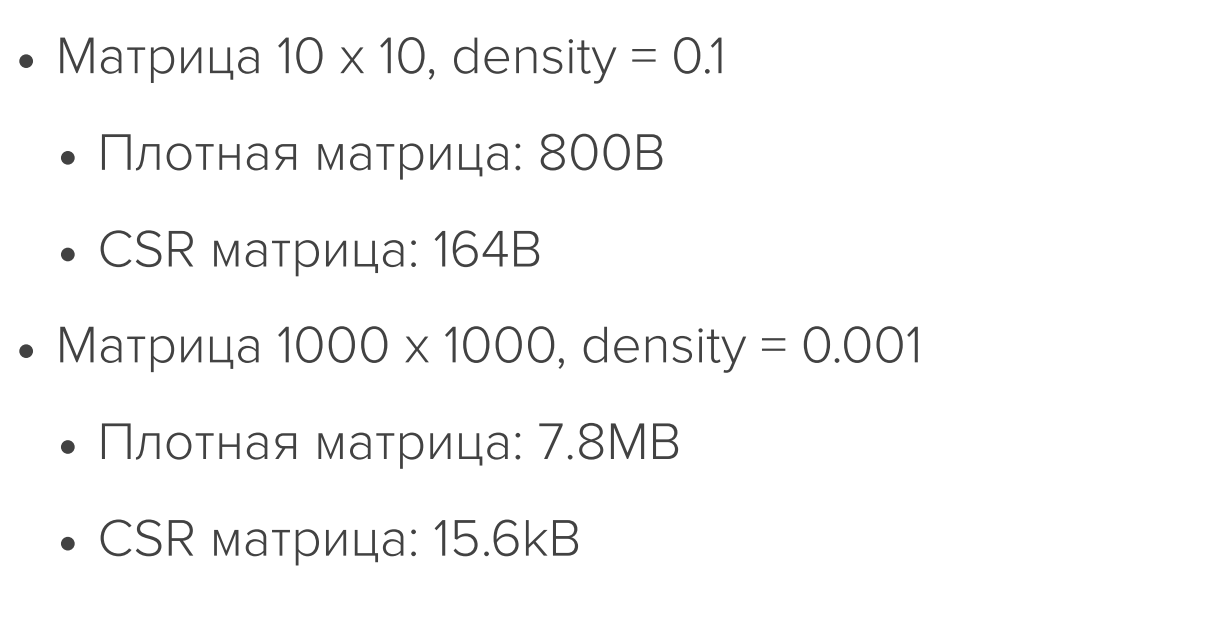 • Матрица 10 x 10, density = 0.1
• Плотная матрица: 800B
• CSR матрица: 164B
• Матрица 1000 x 1000, density = 0.001
• Плотная матрица: 7.8MB
• CSR матрица: 15.6kB